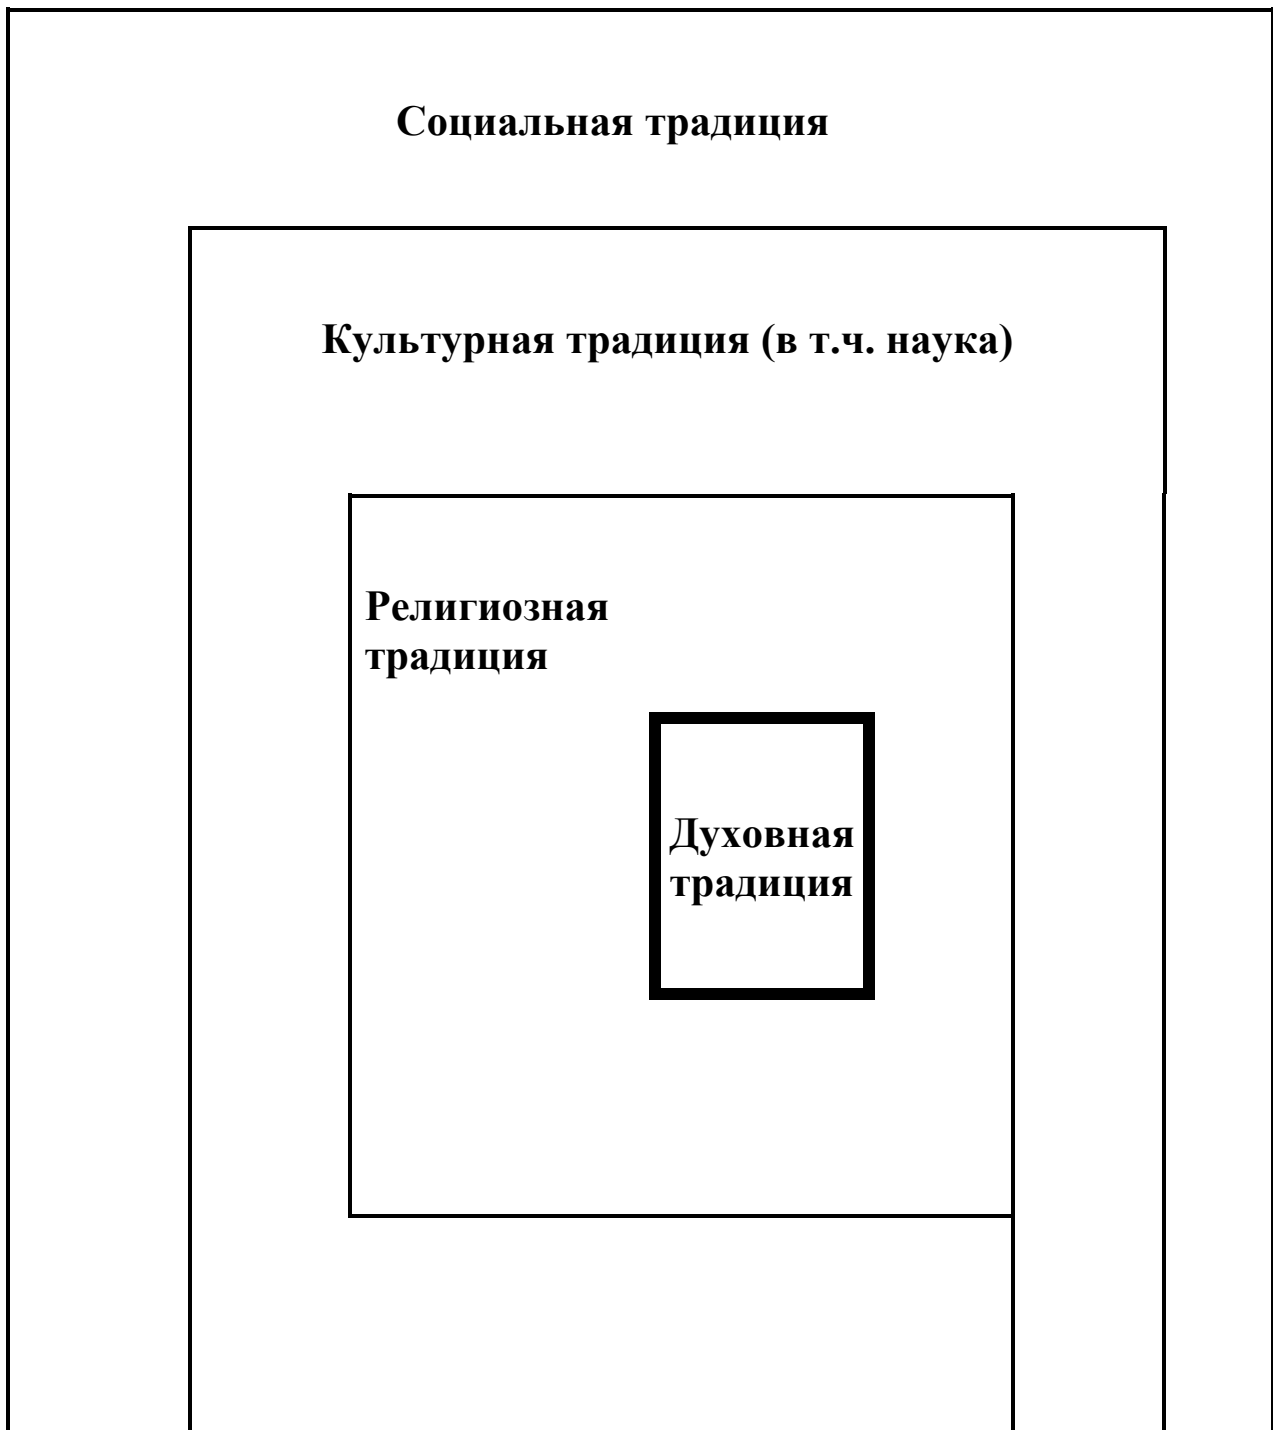 Социальная традиция
Культурная традиция (в т.ч. наука)
Религиозная
традиция
Духовная
традиция